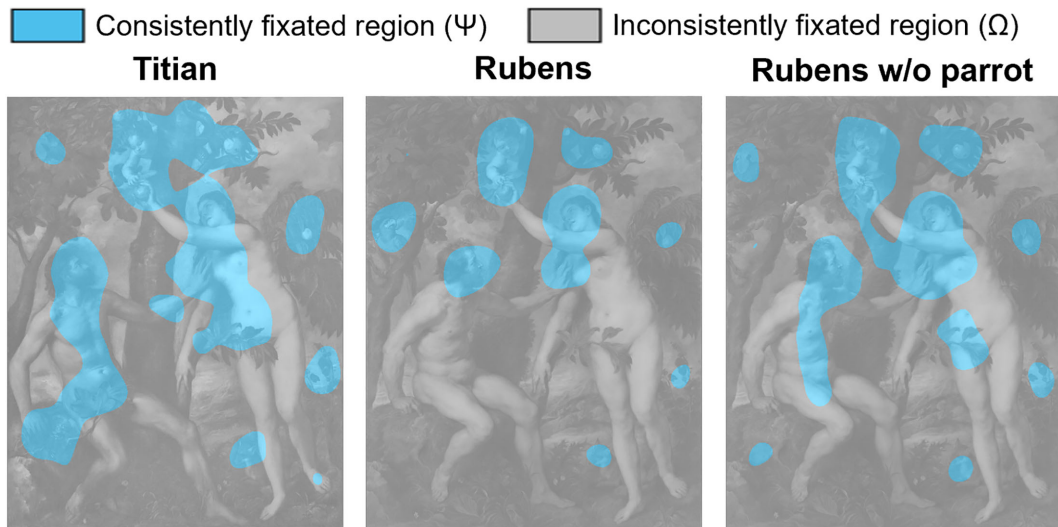 Consistently fixated region (Ψ) Inconsistently fixated region (Ω)
Titian Rubens Rubens w/o parrot